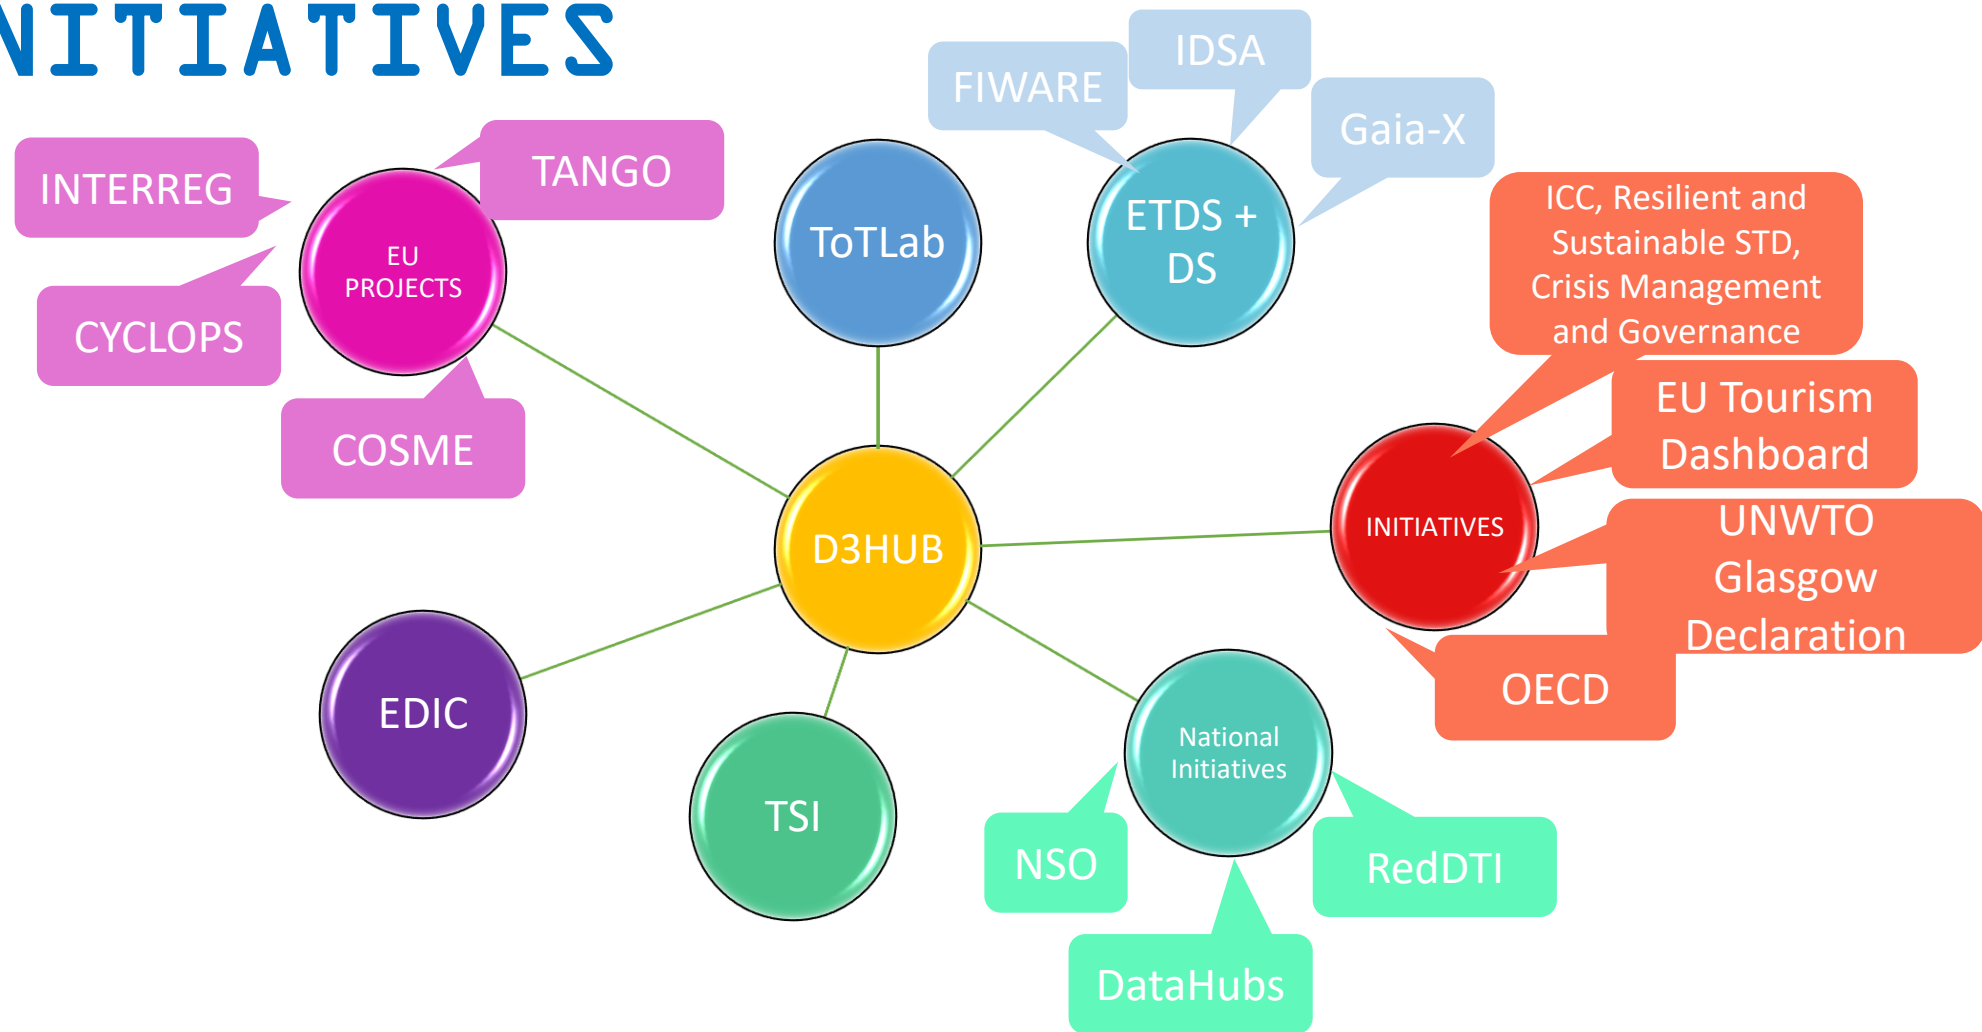 NITIATIVES
INTERREG
TANGO
CYCLOPS
COSME
EU
PROJECTS
ToTLab
FIWARE
IDSA
Gaia-X
ETDS +
DS
ICC, Resilient and
Sustainable STD,
Crisis Management
and Governance
EU Tourism
Dashboard
INITIATIVES
UNWTO
Glasgow
Declaration
OECD
D3HUB
EDIC
TSI
National
Initiatives
NSO
RedDTI
DataHubs